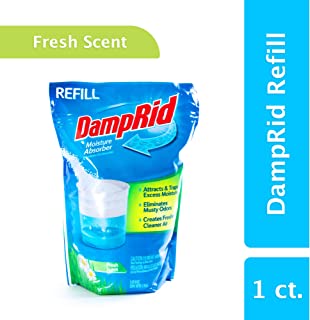 Fresh Scent
REFILL
DampRid
Moisture
Absorber
Attracts & Traps
Excess Moisture
Eliminates
Musty Odors
Creates Fresher
Cleaner Air
DampRid Refill
1 ct.